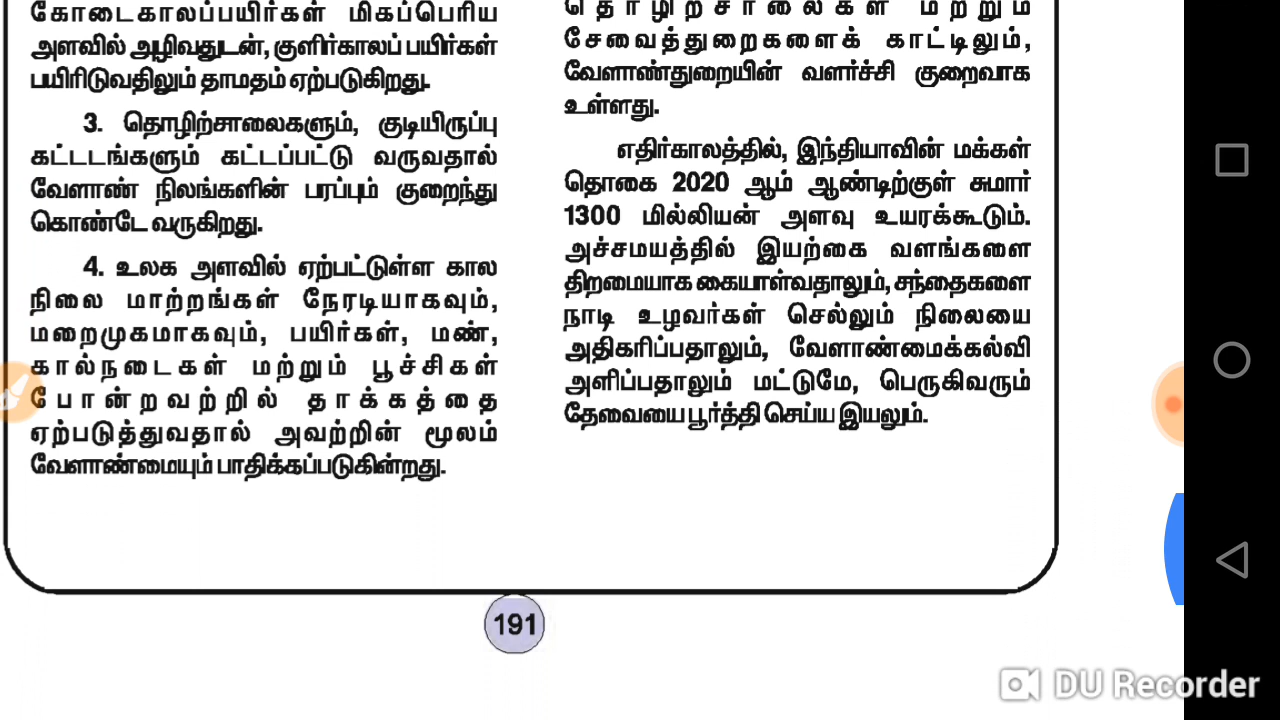 கோடைகாலப்பயிர்கள் மிகப்பெரிய
அளவில் அழிவதுடன், குளிர்காலப் பயிர்கள்
பயிரிடுவதிலும் தாமதம் ஏற்படுகிறது.
3. தொழிற்சாலைகளும், குடியிருப்பு
கட்டடங்களும் கட்டப்பட்டு வருவதால்
வேளாண் நிலங்களின் பரப்பும் குறைந்து
கொண்டே வருகிறது.
4. உலக அளவில் ஏற்பட்டுள்ள கால
நிலை மாற்றங்கள் நேரடியாகவும்,
மறைமுகமாகவும், பயிர்கள், மண்,
கால்நடைகள் மற்றும் பூச்சிகள்
போன்றவற்றில் தாக்கத்தை
ஏற்படுத்துவதால் அவற்றின் மூலம்
வேளாண்மையும் பாதிக்கப்படுகின்றது.
தொழிற்சாலைகள் மற்றும்
சேவைத்துறைகளைக் காட்டிலும்,
வேளாண்துறையின் வளர்ச்சி குறைவாக
உள்ளது.
எதிர்காலத்தில், இந்தியாவின் மக்கள்
தொகை 2020 ஆம் ஆண்டிற்குள் சுமார்
1300 மில்லியன் அளவு உயரக்கூடும்.
அச்சமயத்தில் இயற்கை வளங்களை
திறமையாக கையாள்வதாலும், சந்தைகளை
நாடி உழவர்கள் செல்லும் நிலையை
அதிகரிப்பதாலும், வேளாண்மைக்கல்வி
அளிப்பதாலும் மட்டுமே, பெருகிவரும்
தேவையை பூர்த்தி செய்ய இயலும்.
191
DU Recorder